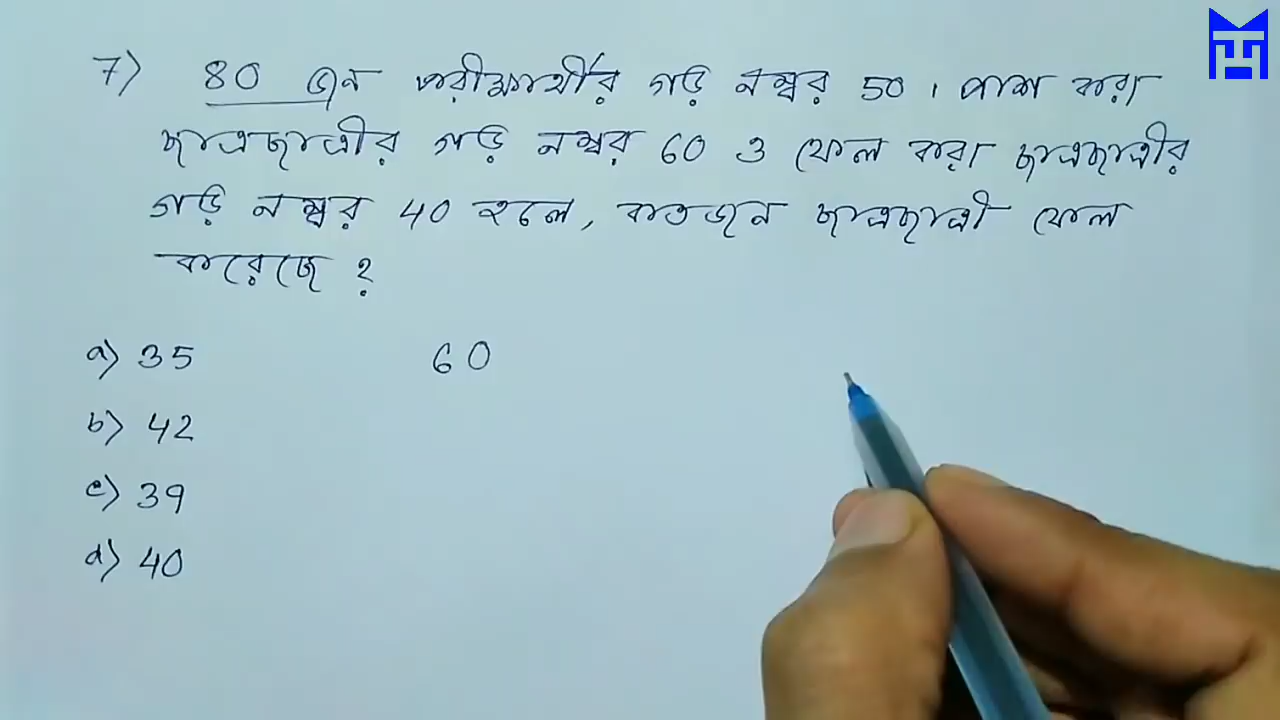 7) 80 জন পরীক্ষার্থীর গড় নম্বর 50। পাশ করা
ছাত্রছাত্রীর গড় নম্বর 60 ও ফেল করা ছাত্রছাত্রীর
গড় নম্বর 40 হলে, কতজন ছাত্রছাত্রী ফেল
করেছে ?
a) 35
60
b) 42
c) 39
d) 40